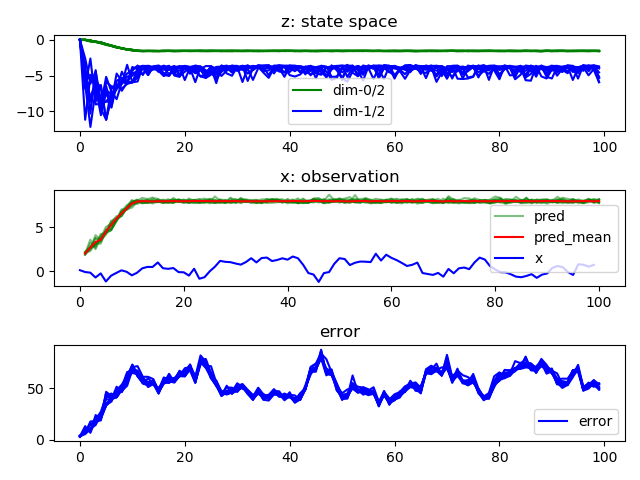 z: state space
0
−5
−10
dim-0/2
dim-1/2
0 20 40 60 80 100
x: observation
5
0
pred
pred_mean
x
0 20 40 60 80 100
error
50
0
error
0 20 40 60 80 100